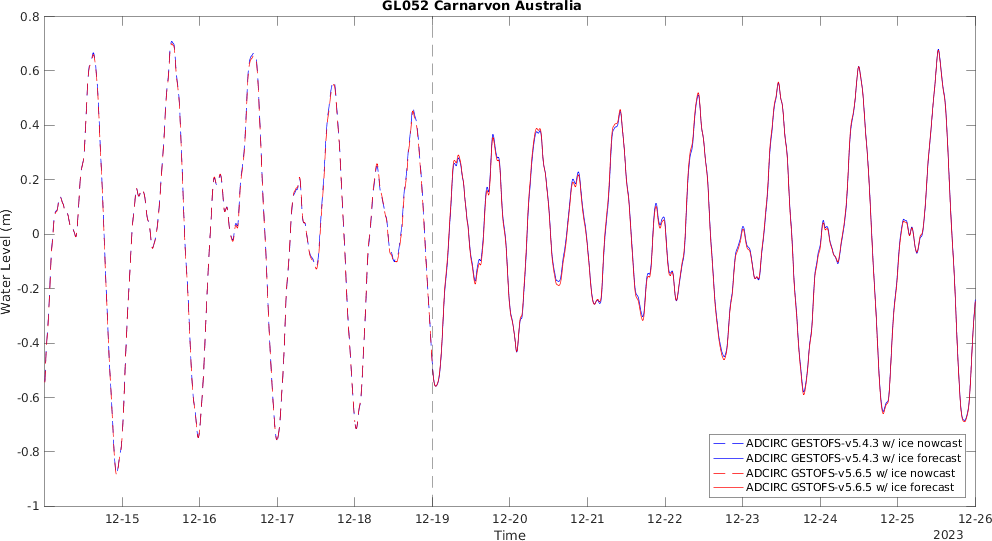 GL052 Carnarvon Australia
0.8
0.6
0.4
0.2
0
-0.2
-0.4
-0.6
-0.8
-1
Water Level (m)
12-15 12-16 12-17 12-18 12-19 12-20 12-21 12-22 12-23 12-24 12-25 12-26
2023
Time
ADCIRC GESTOFS-v5.4.3 w/ ice nowcast
ADCIRC GESTOFS-v5.4.3 w/ ice forecast
ADCIRC GSTOFS-v5.6.5 w/ ice nowcast
ADCIRC GSTOFS-v5.6.5 w/ ice forecast